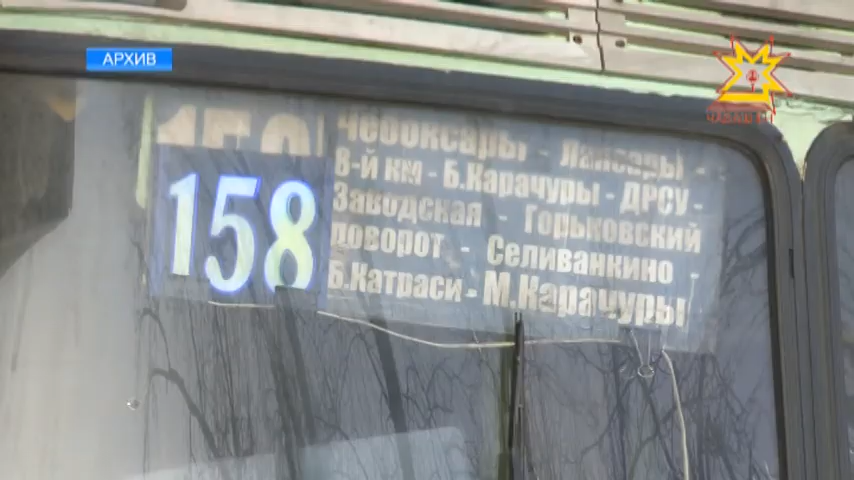 АРХИВ
158
Чебоксары - Лапсары -
8-й км - Б.Карачуры - ДРСУ -
Заводская - Горьковский
поворот - Селиванкино -
Б.Катраси - М.Карачуры